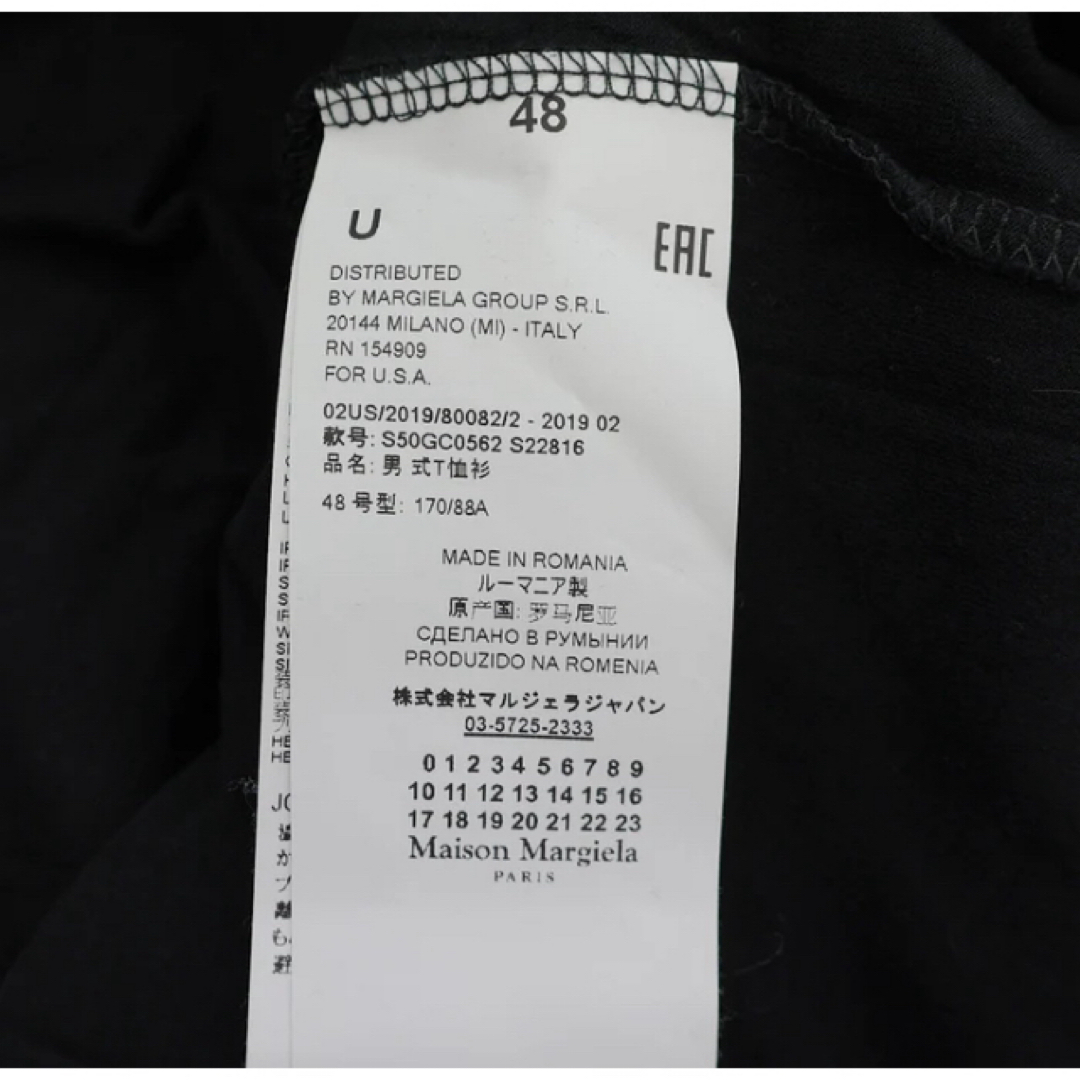 48
U
EAC
DISTRIBUTED
BY MARGIELA GROUP S.R.L.
20144 MILANO (MI) - ITALY
RN 154909
FOR U.S.A.
02US/2019/80082/2 - 2019 02
款号: S50GC0562 S22816
品名: 男 式T恤衫
48 号型: 170/88A
MADE IN ROMANIA
ルーマニア製
原产国: 罗马尼亚
СДЕЛАНО В РУМЫНИИ
PRODUZIDO NA ROMENIA
株式会社マルジェラジャパン
03-5725-2333
0 1 2 3 4 5 6 7 8 9
10 11 12 13 14 15 16
17 18 19 20 21 22 23
Maison Margiela
PARIS